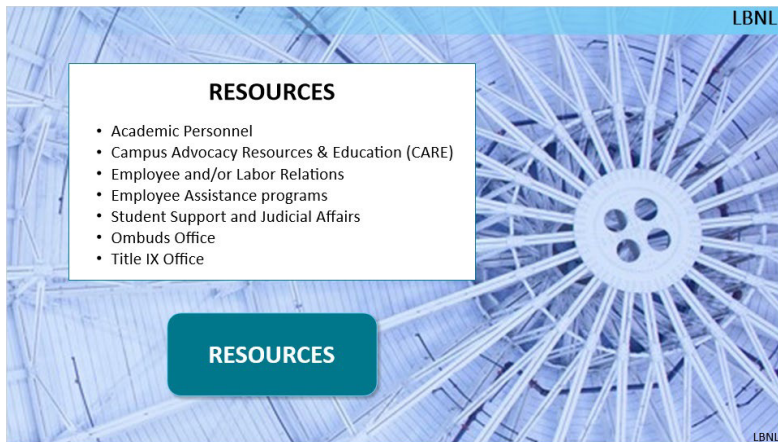 LBNL
RESOURCES
• Academic Personnel
• Campus Advocacy Resources & Education (CARE)
• Employee and/or Labor Relations
• Employee Assistance programs
• Student Support and Judicial Affairs
• Ombuds Office
• Title IX Office
RESOURCES
LBNL